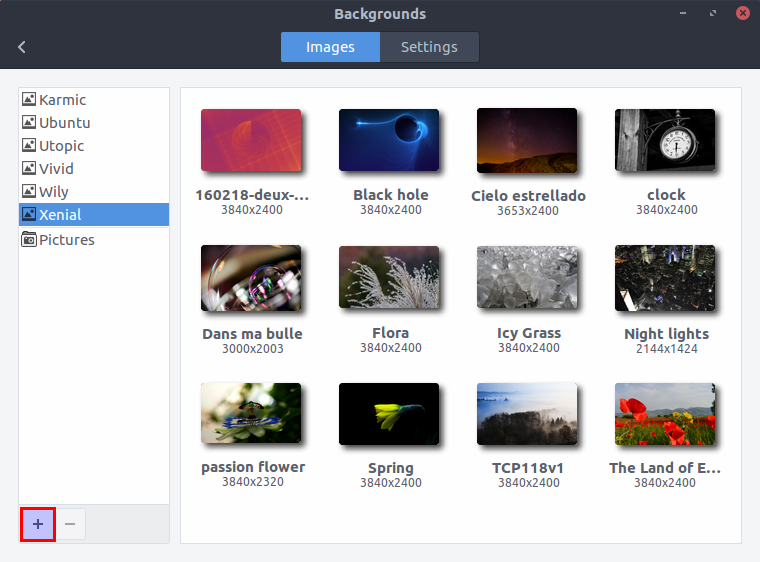 Backgrounds
Images
Settings
Karmic
Ubuntu
Utopic
Vivid
Wily
Xenial
Pictures
160218-deux-...
3840x2400
Black hole
3840x2400
Cielo estrellado
3653x2400
clock
3840x2400
Dans ma bulle
3000x2003
Flora
3840x2400
Icy Grass
3840x2400
Night lights
2144x1424
passion flower
3840x2320
Spring
3840x2400
TCP118v1
3840x2400
The Land of E...
3840x2400